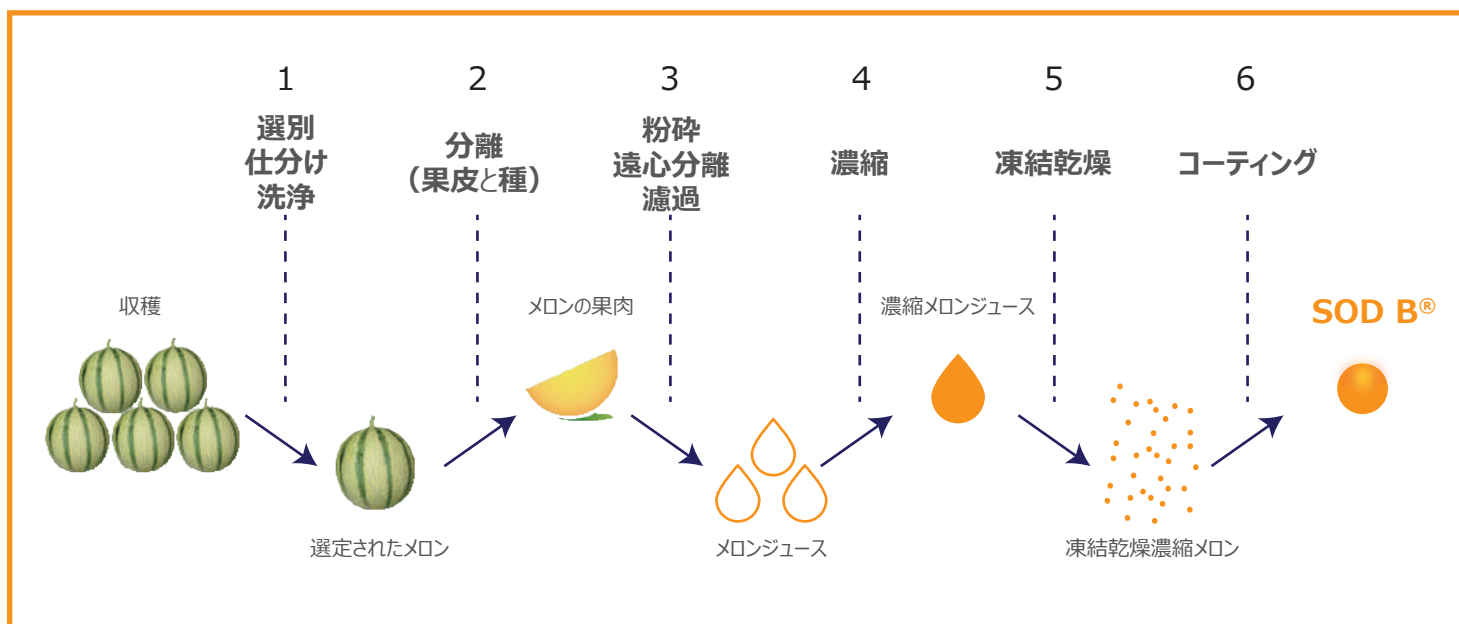 1
選別
仕分け
洗浄
2
分離
（果皮と種）
3
粉砕
遠心分離
濾過
4
濃縮
5
凍結乾燥
6
コーティング
収穫
選定されたメロン
メロンの果肉
メロンジュース
濃縮メロンジュース
凍結乾燥濃縮メロン
SOD B®